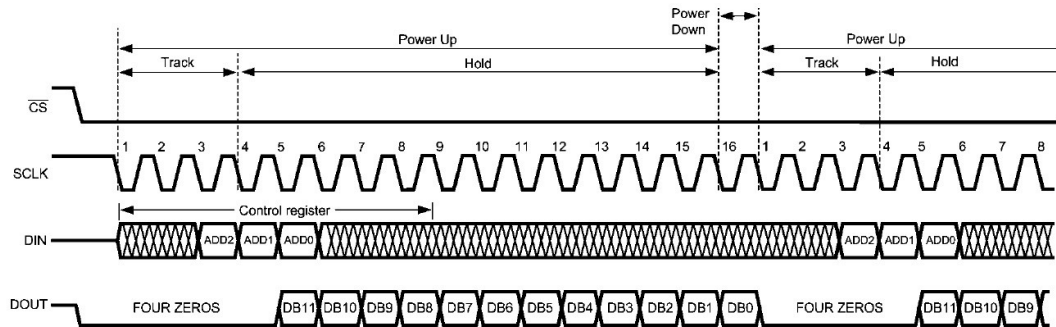 Power
Down
Power Up
Power Up
Track
Hold
Track
Hold
CS
1 2 3 4 5 6 7 8 9 10 11 12 13 14 15 16 1 2 3 4 5 6 7 8
SCLK
Control register
DIN
ADD2 ADD1 ADD0 ADD2 ADD1 ADD0
DOUT
FOUR ZEROS DB11 DB10 DB9 DB8 DB7 DB6 DB5 DB4 DB3 DB2 DB1 DB0 FOUR ZEROS DB11 DB10 DB9